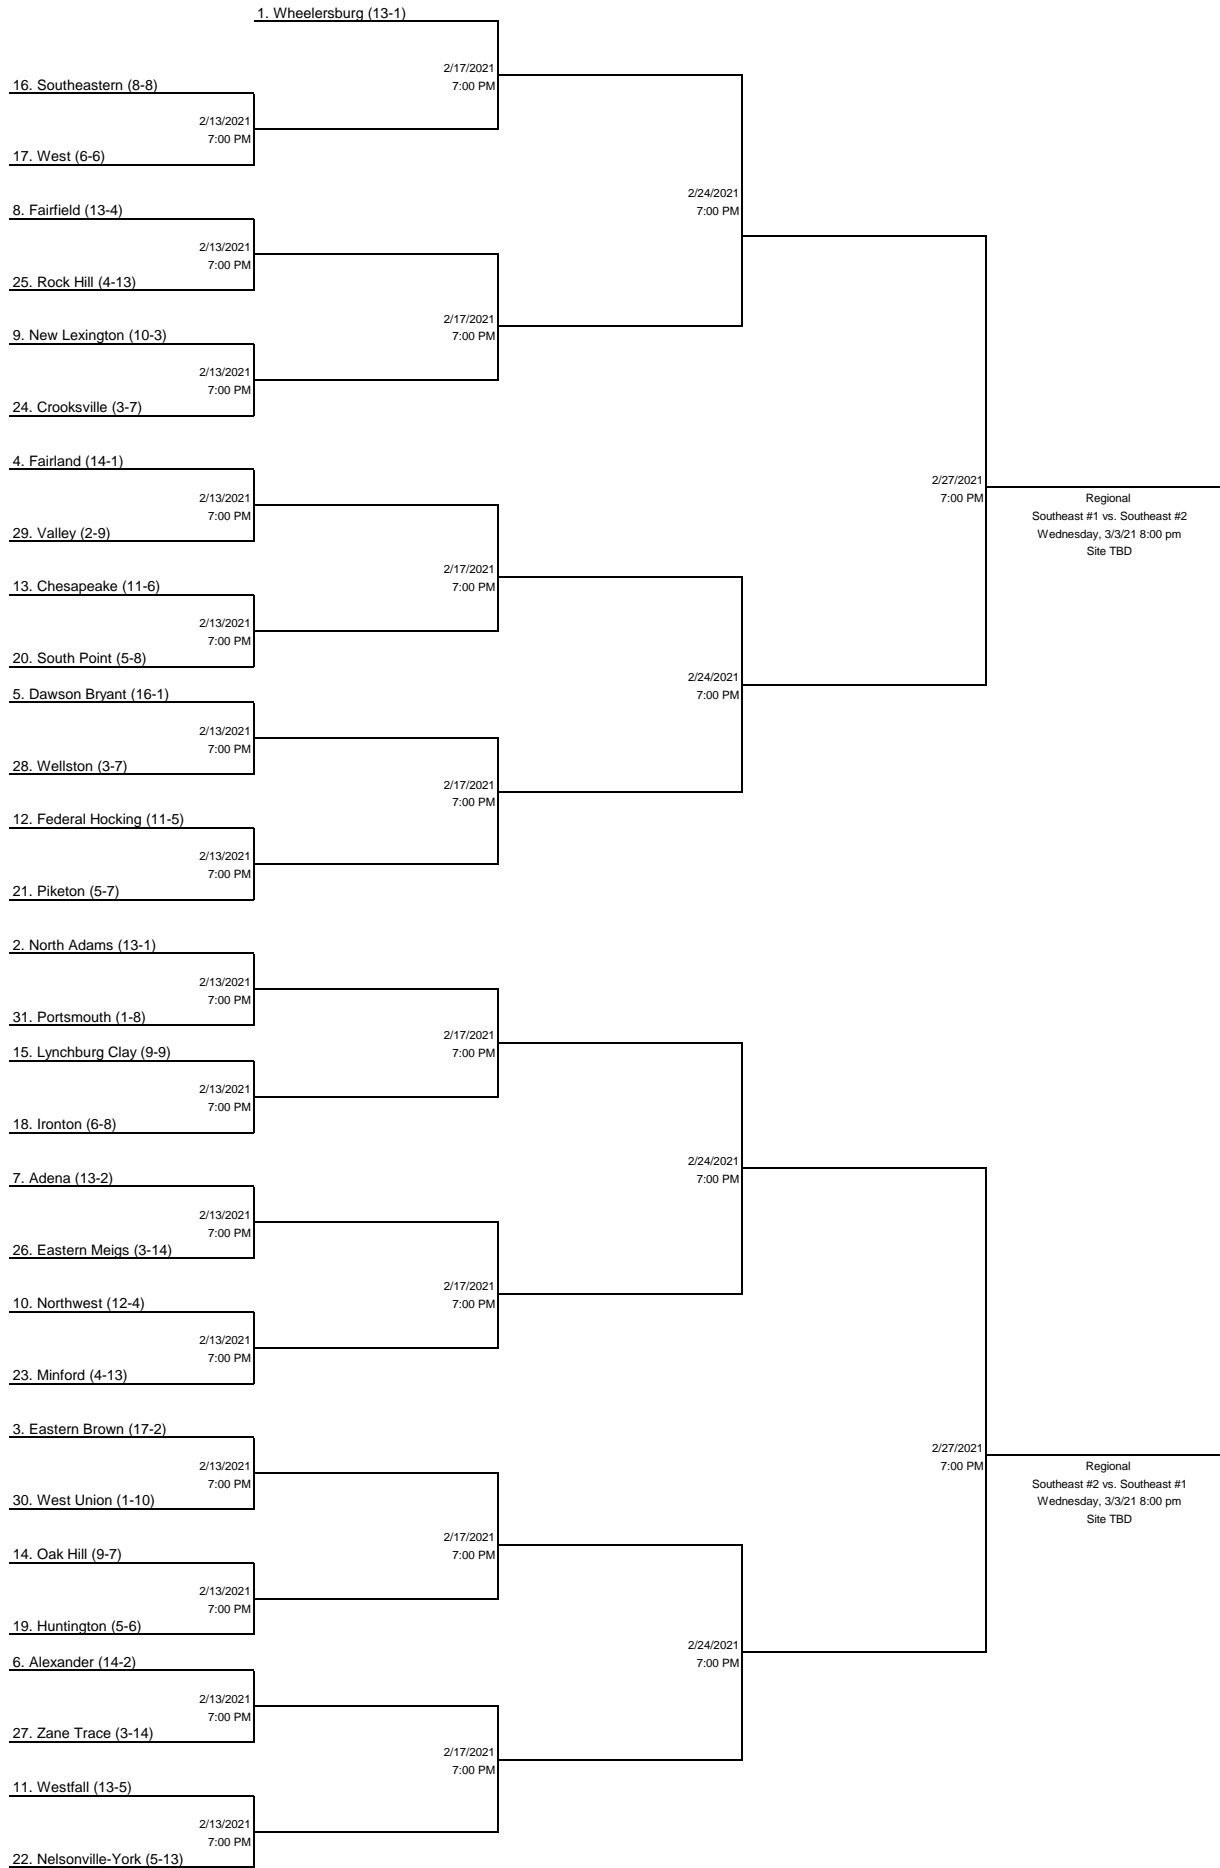 1. Wheelersburg (13-1)
2/17/2021
7:00 PM
16. Southeastern (8-8)
2/13/2021
7:00 PM
17. West (6-6)
2/24/2021
7:00 PM
8. Fairfield (13-4)
2/13/2021
7:00 PM
25. Rock Hill (4-13)
2/17/2021
7:00 PM
9. New Lexington (10-3)
2/13/2021
7:00 PM
24. Crooksville (3-7)
4. Fairland (14-1)
2/27/2021
7:00 PM
Regional
Southeast #1 vs. Southeast #2
Wednesday, 3/3/21 8:00 pm
Site TBD
2/13/2021
7:00 PM
29. Valley (2-9)
2/17/2021
7:00 PM
13. Chesapeake (11-6)
2/13/2021
7:00 PM
20. South Point (5-8)
2/24/2021
7:00 PM
5. Dawson Bryant (16-1)
2/13/2021
7:00 PM
28. Wellston (3-7)
2/17/2021
7:00 PM
12. Federal Hocking (11-5)
2/13/2021
7:00 PM
21. Piketon (5-7)
2. North Adams (13-1)
2/13/2021
7:00 PM
31. Portsmouth (1-8)
2/17/2021
7:00 PM
15. Lynchburg Clay (9-9)
2/13/2021
7:00 PM
18. Ironton (6-8)
2/24/2021
7:00 PM
7. Adena (13-2)
2/13/2021
7:00 PM
26. Eastern Meigs (3-14)
2/17/2021
7:00 PM
10. Northwest (12-4)
2/13/2021
7:00 PM
23. Minford (4-13)
3. Eastern Brown (17-2)
2/27/2021
7:00 PM
Regional
Southeast #2 vs. Southeast #1
Wednesday, 3/3/21 8:00 pm
Site TBD
2/13/2021
7:00 PM
30. West Union (1-10)
2/17/2021
7:00 PM
14. Oak Hill (9-7)
2/13/2021
7:00 PM
19. Huntington (5-6)
2/24/2021
7:00 PM
6. Alexander (14-2)
2/13/2021
7:00 PM
27. Zane Trace (3-14)
2/17/2021
7:00 PM
11. Westfall (13-5)
2/13/2021
7:00 PM
22. Nelsonville-York (5-13)